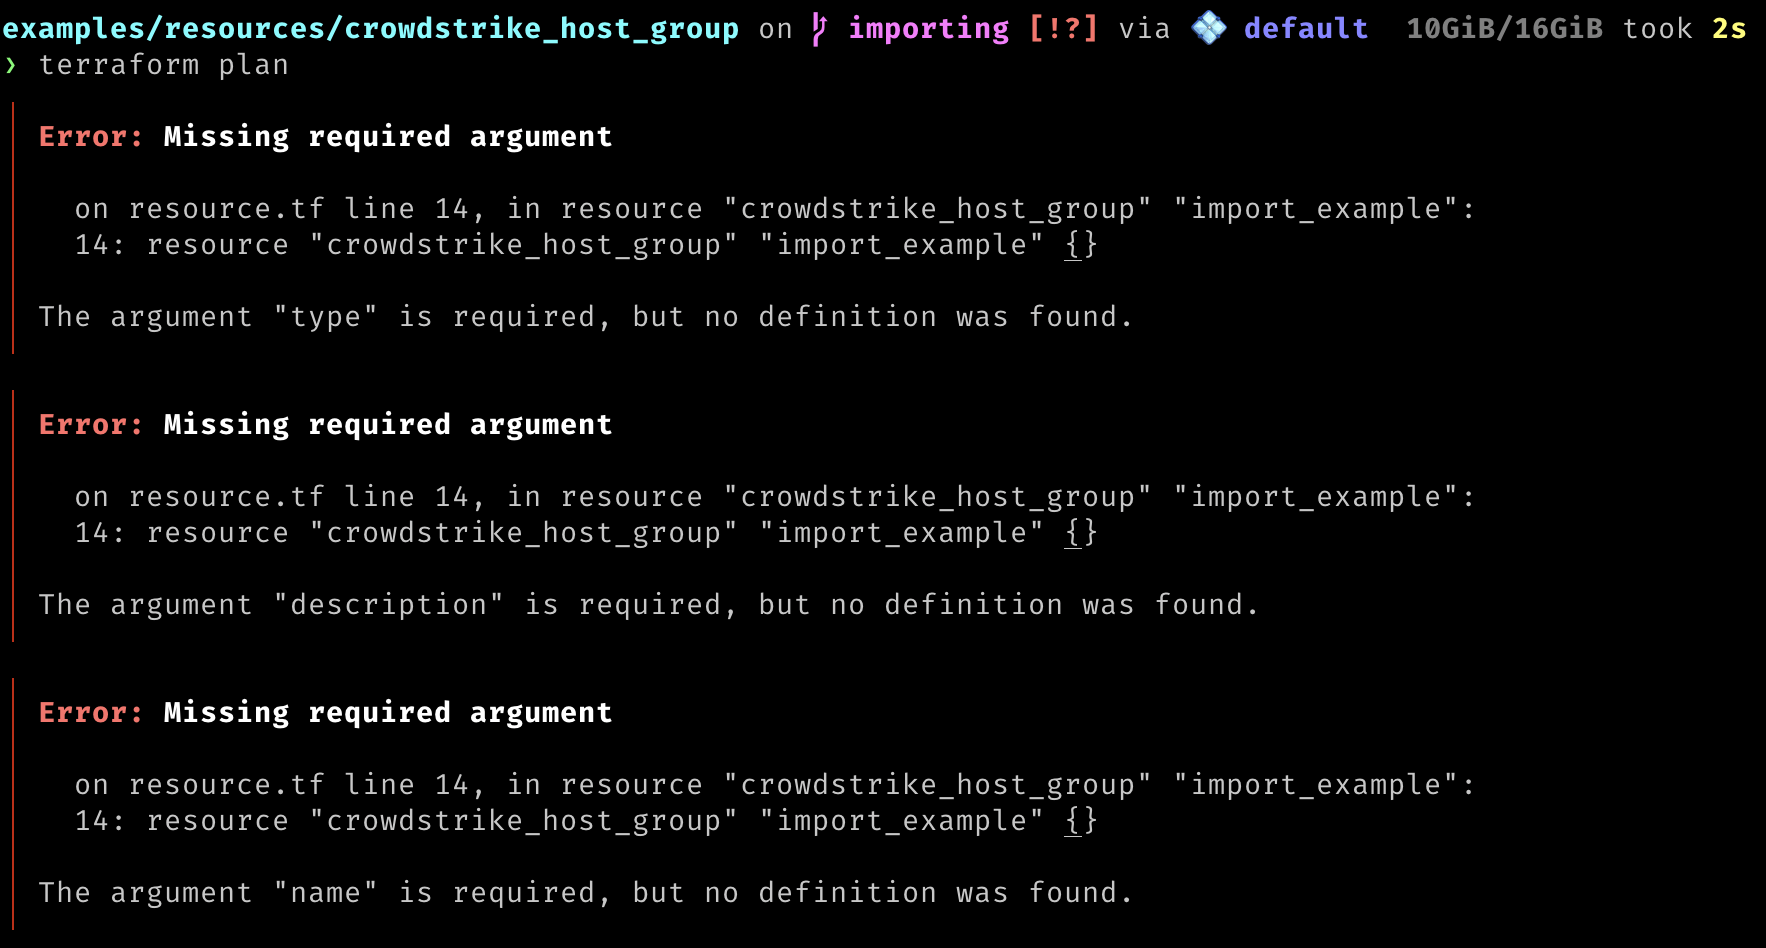 examples/resources/crowdstrike_host_group on importing [!?] via default 10GiB/16GiB took 2s
› terraform plan
Error: Missing required argument
on resource.tf line 14, in resource "crowdstrike_host_group" "import_example":
14: resource "crowdstrike_host_group" "import_example" {}
The argument "type" is required, but no definition was found.
Error: Missing required argument
on resource.tf line 14, in resource "crowdstrike_host_group" "import_example":
14: resource "crowdstrike_host_group" "import_example" {}
The argument "description" is required, but no definition was found.
Error: Missing required argument
on resource.tf line 14, in resource "crowdstrike_host_group" "import_example":
14: resource "crowdstrike_host_group" "import_example" {}
The argument "name" is required, but no definition was found.